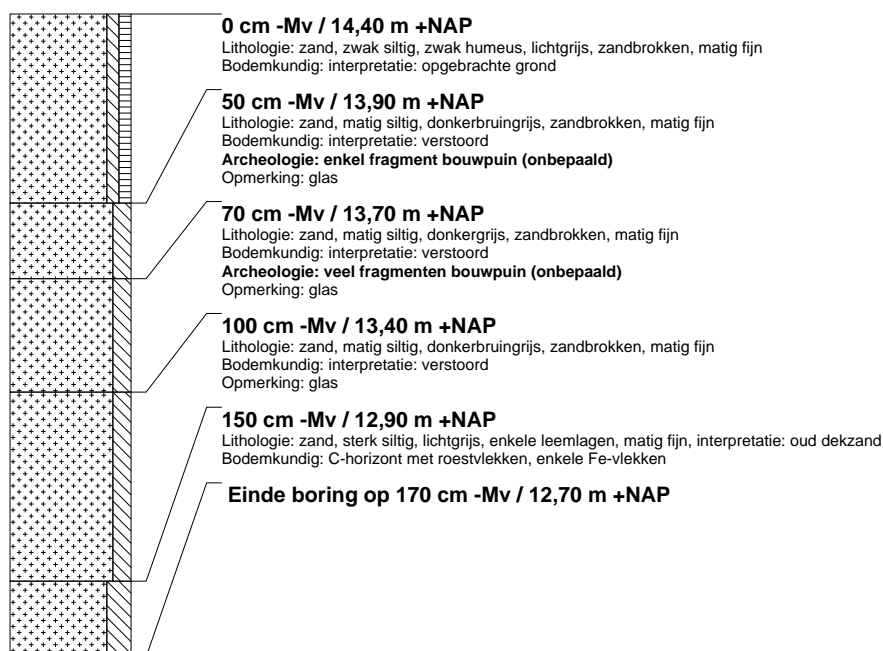 0 cm -Mv / 14,40 m +NAP
Lithologie: zand, zwak siltig, zwak humeus, lichtgrijs, zandbrokken, matig fijn
Bodemkundig: interpretatie: opgebrachte grond
50 cm -Mv / 13,90 m +NAP
Lithologie: zand, matig siltig, donkerbruingrijs, zandbrokken, matig fijn
Bodemkundig: interpretatie: verstoord
Archeologie: enkel fragment bouwpuin (onbepaald)
Opmerking: glas
70 cm -Mv / 13,70 m +NAP
Lithologie: zand, matig siltig, donkergrijs, zandbrokken, matig fijn
Bodemkundig: interpretatie: verstoord
Archeologie: veel fragmenten bouwpuin (onbepaald)
Opmerking: glas
100 cm -Mv / 13,40 m +NAP
Lithologie: zand, matig siltig, donkerbruingrijs, zandbrokken, matig fijn
Bodemkundig: interpretatie: verstoord
Opmerking: glas
150 cm -Mv / 12,90 m +NAP
Lithologie: zand, sterk siltig, lichtgrijs, enkele leemlagen, matig fijn, interpretatie: oud dekzand
Bodemkundig: C-horizont met roestvlekken, enkele Fe-vlekken
Einde boring op 170 cm -Mv / 12,70 m +NAP